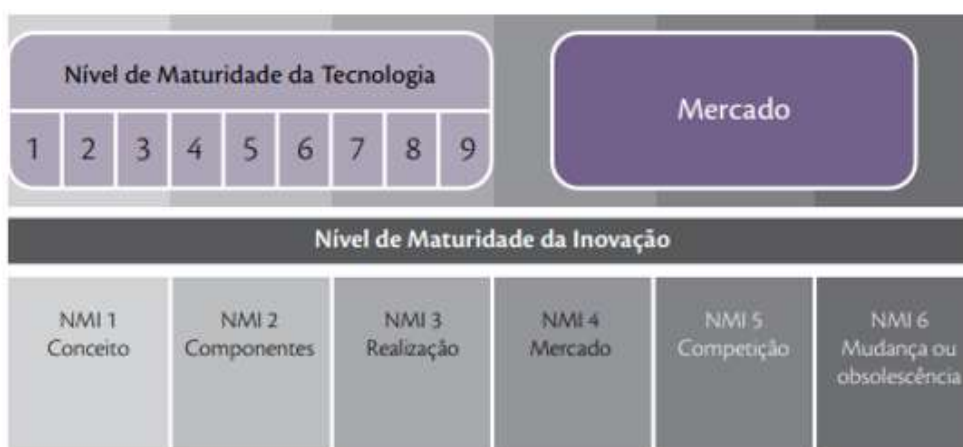 Nível de Maturidade da Tecnologia
1 2 3 4 5 6 7 8 9
Mercado
Nível de Maturidade da Inovação
NMI 1
Conceito
NMI 2
Componentes
NMI 3
Realização
NMI 4
Mercado
NMI 5
Competição
NMI 6
Mudança ou
obsolescência